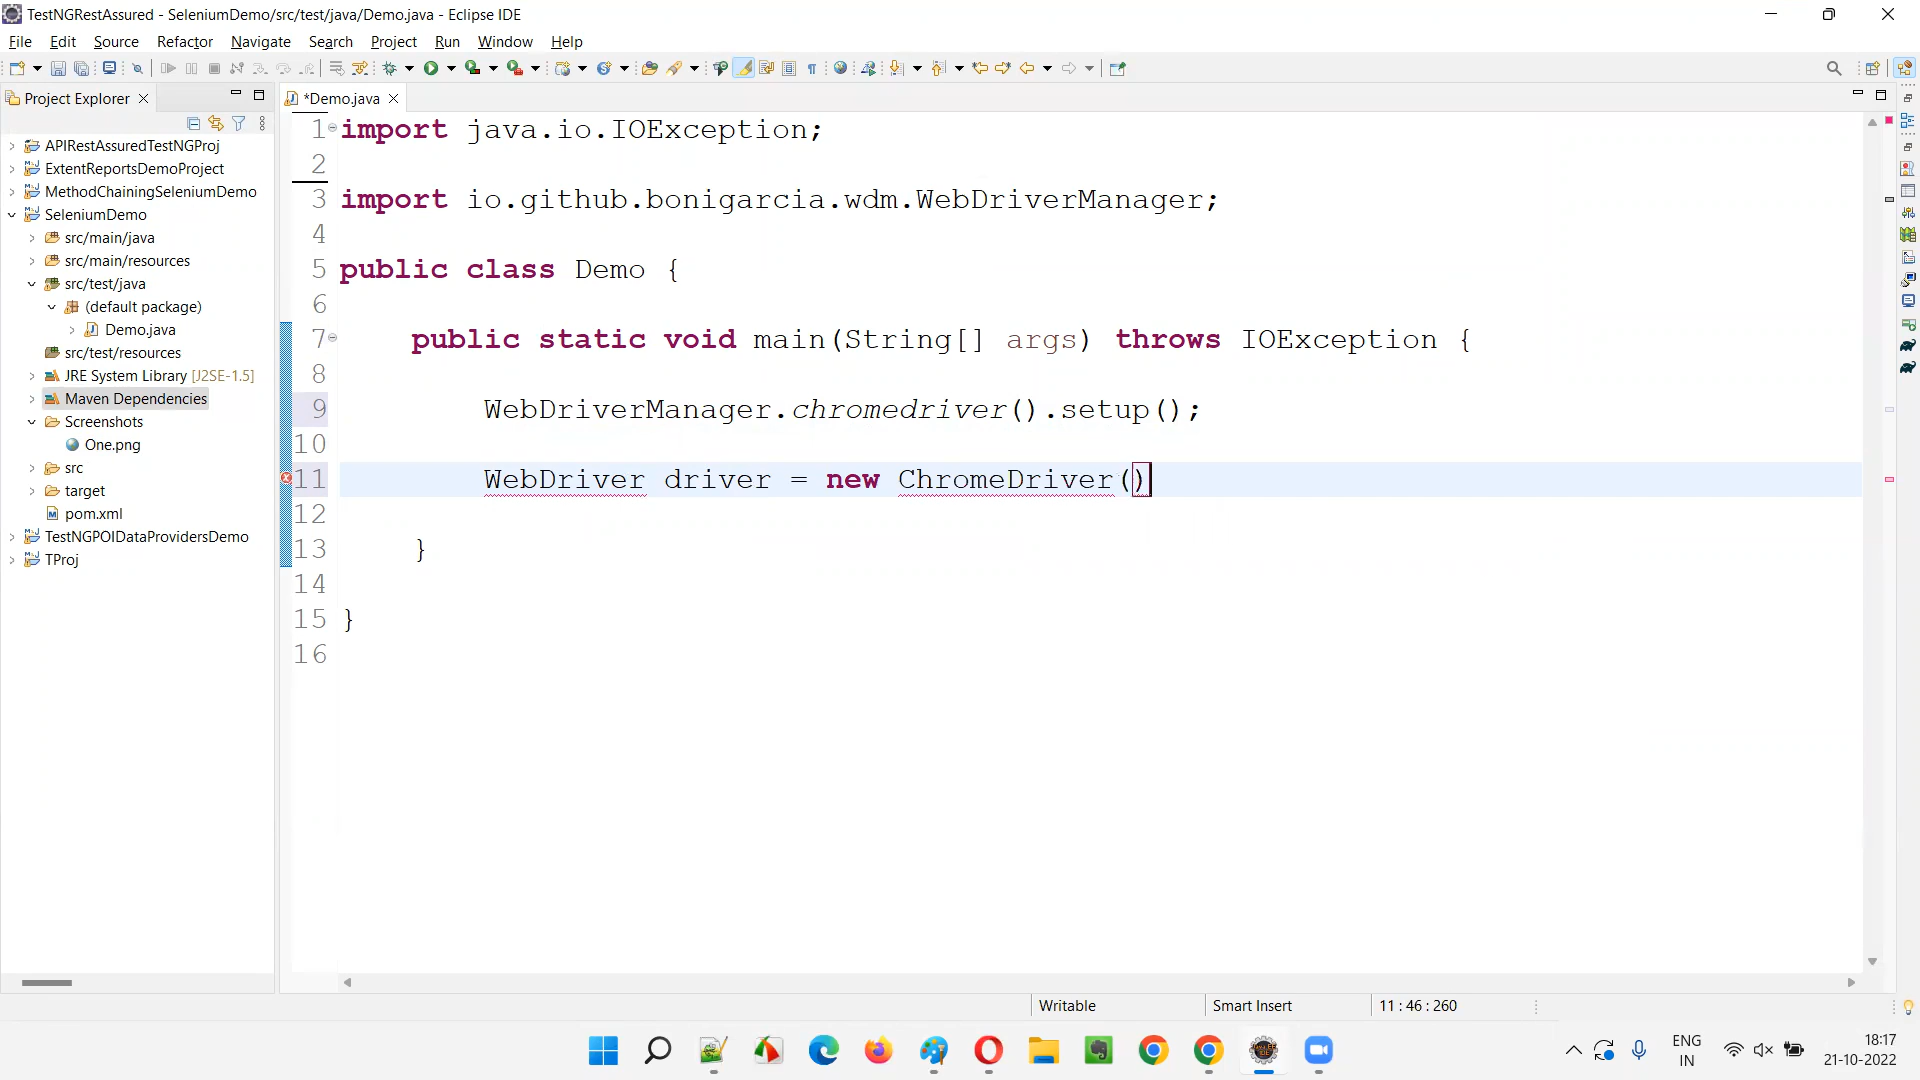 TestNGRestAssured - SeleniumDemo/src/test/java/Demo.java - Eclipse IDE
File Edit Source Refactor Navigate Search Project Run Window Help
Project Explorer
*Demo.java
APIRestAssuredTestNGProj
ExtentReportsDemoProject
MethodChainingSeleniumDemo
SeleniumDemo
src/main/java
src/main/resources
src/test/java
(default package)
Demo.java
src/test/resources
JRE System Library [J2SE-1.5]
Maven Dependencies
Screenshots
One.png
src
target
pom.xml
TestNGPOIDataProvidersDemo
TProj
1 import java.io.IOException;
2
3 import io.github.bonigarcia.wdm.WebDriverManager;
4
5 public class Demo {
6
7 public static void main(String[] args) throws IOException {
8
9 WebDriverManager.chromedriver().setup();
10
11 WebDriver driver = new ChromeDriver()
12
13 }
14
15 }
16
Writable Smart Insert 11 : 46 : 260
ENG
IN
18:17
21-10-2022